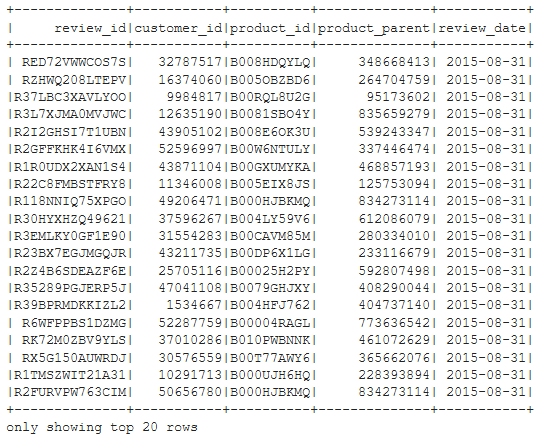 +--------------+-----------+----------+--------------+-----------+
|     review_id|customer_id|product_id|product_parent|review_date|
+--------------+-----------+----------+--------------+-----------+
| RED72VWWCOS7S|   32787517|B008HDQYLQ|     348668413| 2015-08-31|
| RZHWQ208LTEPV|   16374060|B005OBZBD6|     264704759| 2015-08-31|
|R37LBC3XAVLYOO|    9984817|B00RQL8U2G|      95173602| 2015-08-31|
|R3L7XJMA0MVJWC|   12635190|B0081SBO4Y|     835659279| 2015-08-31|
|R2I2GHSI7T1UBN|   43905102|B008E6OK3U|     539243347| 2015-08-31|
|R2GFFKHK4I6VMX|   52596997|B00W6NTULY|     337446474| 2015-08-31|
|R1R0UDX2XAN1S4|   43871104|B00GXUMYKA|     468857193| 2015-08-31|
|R22C8FMBSTFRY8|   11346008|B005EIX8JS|     125753094| 2015-08-31|
|R118NNIQ75XPGO|   49206471|B000HJBKMQ|     834273114| 2015-08-31|
|R30HYXHZQ49621|   37596267|B004LY59V6|     612086079| 2015-08-31|
|R3EMLKY0GF1E90|   31554283|B00CAVM85M|     280334010| 2015-08-31|
|R23BX7EGJMGQJR|   43211735|B00DP6X1LG|     233116679| 2015-08-31|
|R2Z4B6SDEAZF6E|   25705116|B00025H2PY|     592807498| 2015-08-31|
|R35289PGJERP5J|   47041108|B0079GHJXY|     408290044| 2015-08-31|
|R39BPRMDKKIZL2|    1534667|B004HFJ762|     404737140| 2015-08-31|
| R6WFPPBS1DZMG|   52287759|B00004RAGL|     773636542| 2015-08-31|
| RK72M0ZBV9YLS|   37010286|B010PWBNNK|     461072629| 2015-08-31|
| RX5G150AUWRDJ|   30576559|B00T77AWY6|     365662076| 2015-08-31|
|R1TMSZWIT21A31|   10291713|B000UJH6HQ|     228393894| 2015-08-31|
|R2FURVPW763CIM|   50656780|B000HJBKMQ|     834273114| 2015-08-31|
+--------------+-----------+----------+--------------+-----------+
only showing top 20 rows